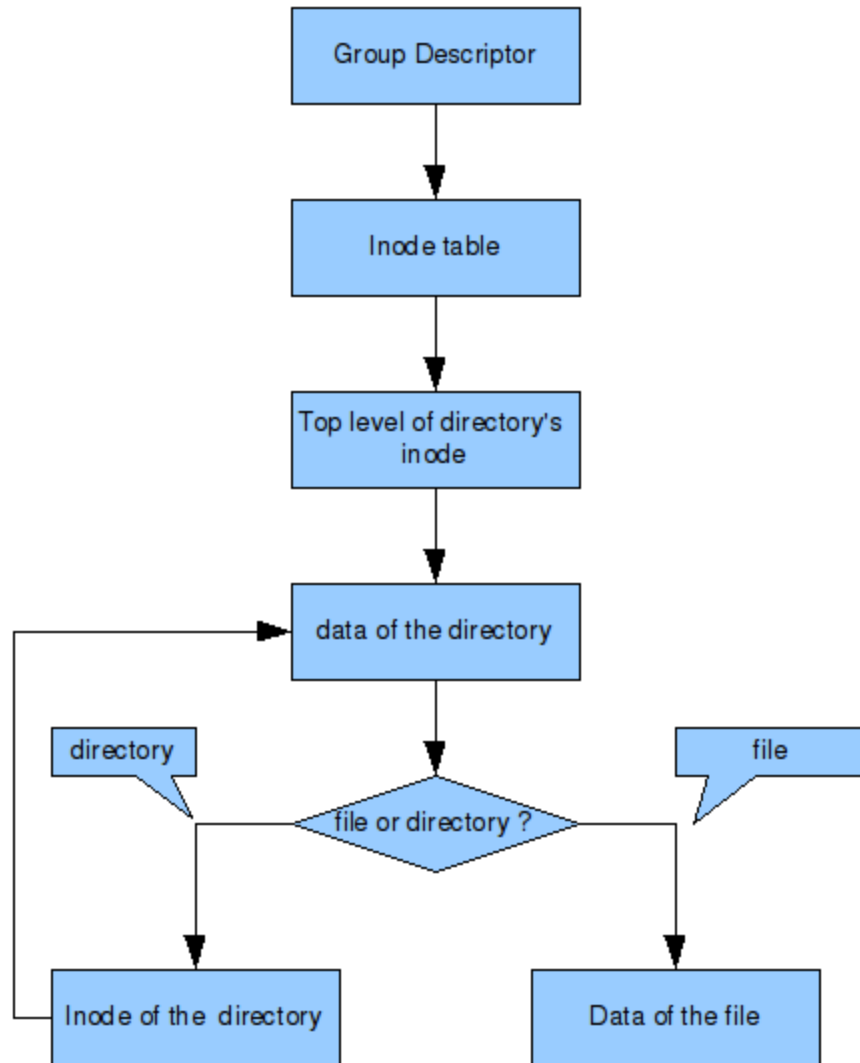 Group Descriptor
Inode table
Top level of directory's
inode
data of the directory
directory
file
file or directory ?
Inode of the directory
Data of the file